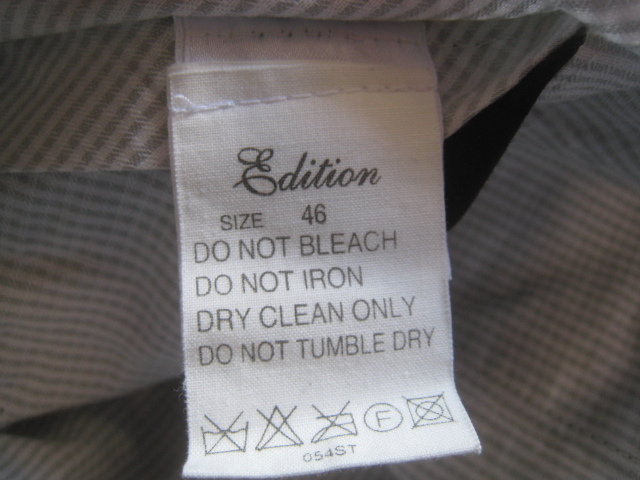 Edition
SIZE 46
DO NOT BLEACH
DO NOT IRON
DRY CLEAN ONLY
DO NOT TUMBLE DRY
F
054ST